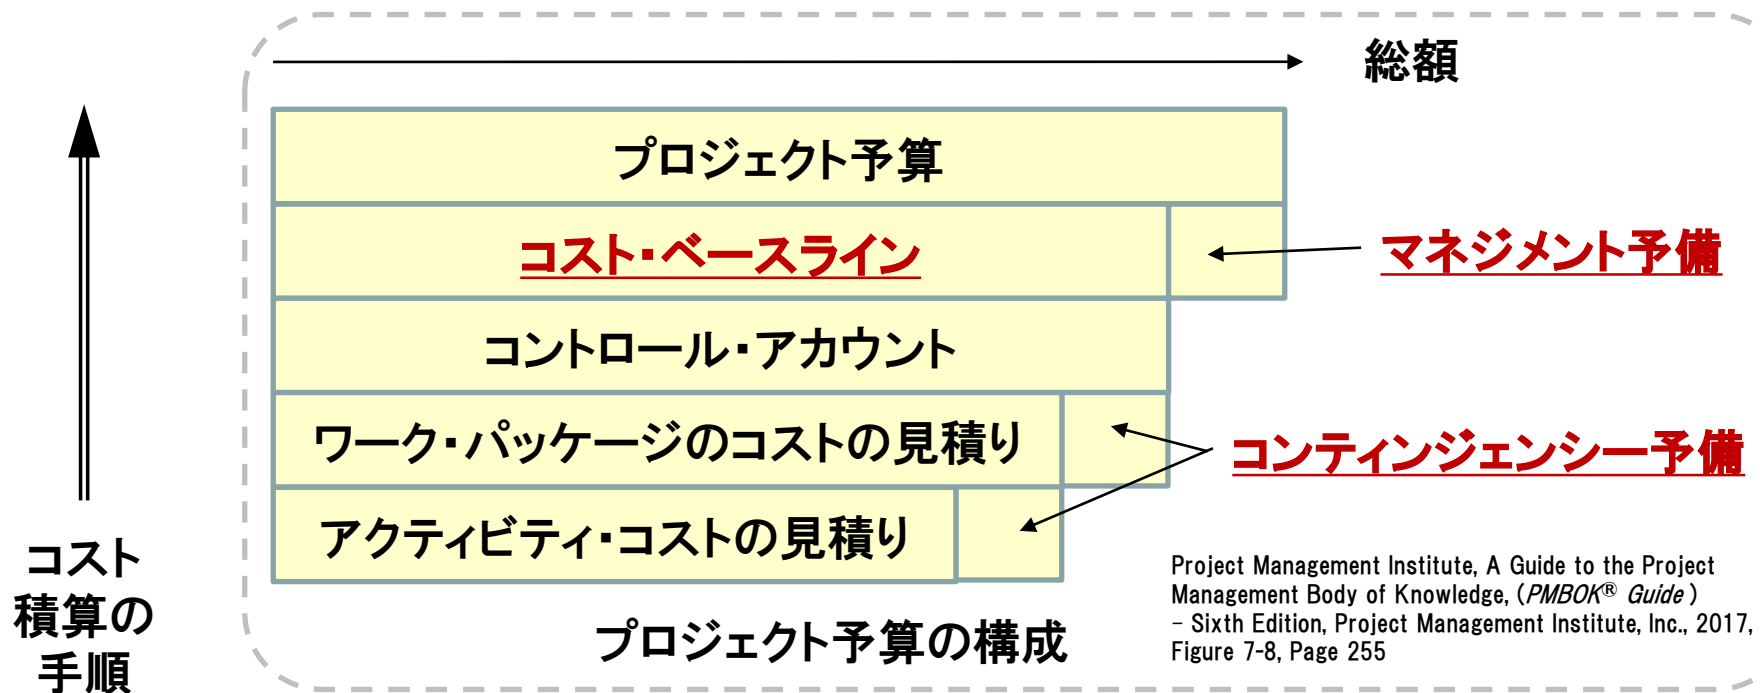 総額
プロジェクト予算
コスト・ベースライン
マネジメント予備
コントロール・アカウント
ワーク・パッケージのコストの見積り
コンティンジェンシー予備
アクティビティ・コストの見積り
コスト
積算の
手順
プロジェクト予算の構成
Project Management Institute, A Guide to the Project
Management Body of Knowledge, (PMBOK® Guide)
– Sixth Edition, Project Management Institute, Inc., 2017,
Figure 7-8, Page 255